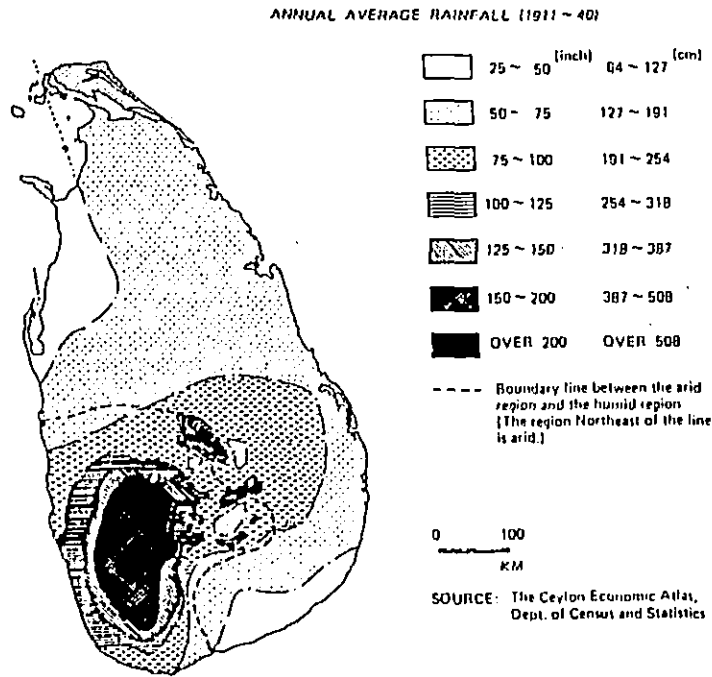 ANNUAL AVERAGE RAINFALL (1911 ~ 40)
(inch) (cm)
25 ~ 50 64 ~ 127
50 - 75 127 ~ 191
75 ~ 100 191 ~ 254
100 ~ 125 254 ~ 318
125 ~ 150 318 ~ 387
150 ~ 200 387 ~ 508
OVER 200 OVER 508
Boundary line between the arid
region and the humid region
(The region Northeast of the line
is arid.)
0 100
KM
SOURCE: The Ceylon Economic Atlas,
Dept. of Census and Statistics